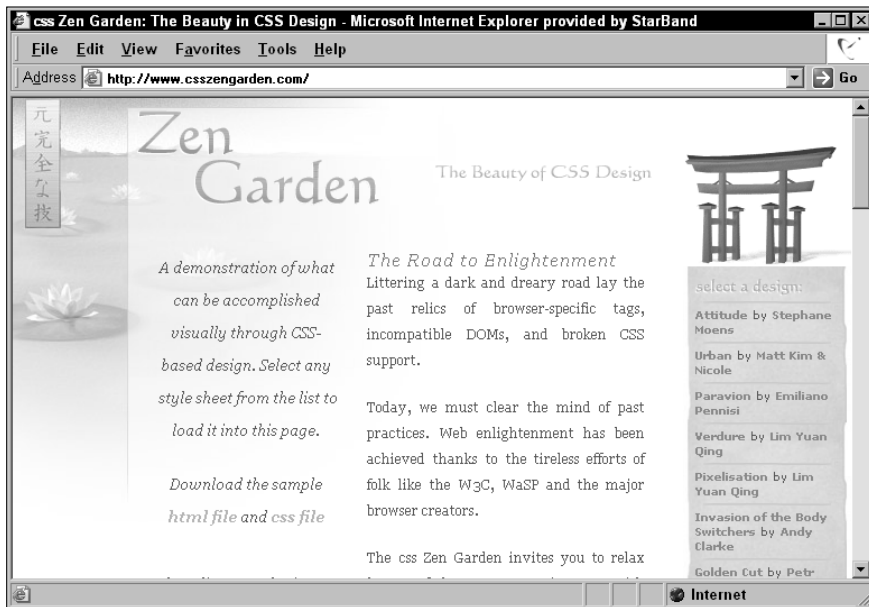 css Zen Garden: The Beauty in CSS Design - Microsoft Internet Explorer provided by StarBand
File Edit View Favorites Tools Help
Address http://www.csszengarden.com/ Go
元
完
全
な
技
Zen
Garden
The Beauty of CSS Design
A demonstration of what
can be accomplished
visually through CSS-
based design. Select any
style sheet from the list to
load it into this page.
Download the sample
html file and css file
The Road to Enlightenment
Littering a dark and dreary road lay the
past relics of browser-specific tags,
incompatible DOMs, and broken CSS
support.
Today, we must clear the mind of past
practices. Web enlightenment has been
achieved thanks to the tireless efforts of
folk like the W3C, WaSP and the major
browser creators.
The css Zen Garden invites you to relax
select a design:
Attitude by Stephane
Moens
Urban by Matt Kim &
Nicole
Paravion by Emiliano
Pennisi
Verdure by Lim Yuan
Qing
Pixelisation by Lim
Yuan Qing
Invasion of the Body
Switchers by Andy
Clarke
Golden Cut by Petr
Internet